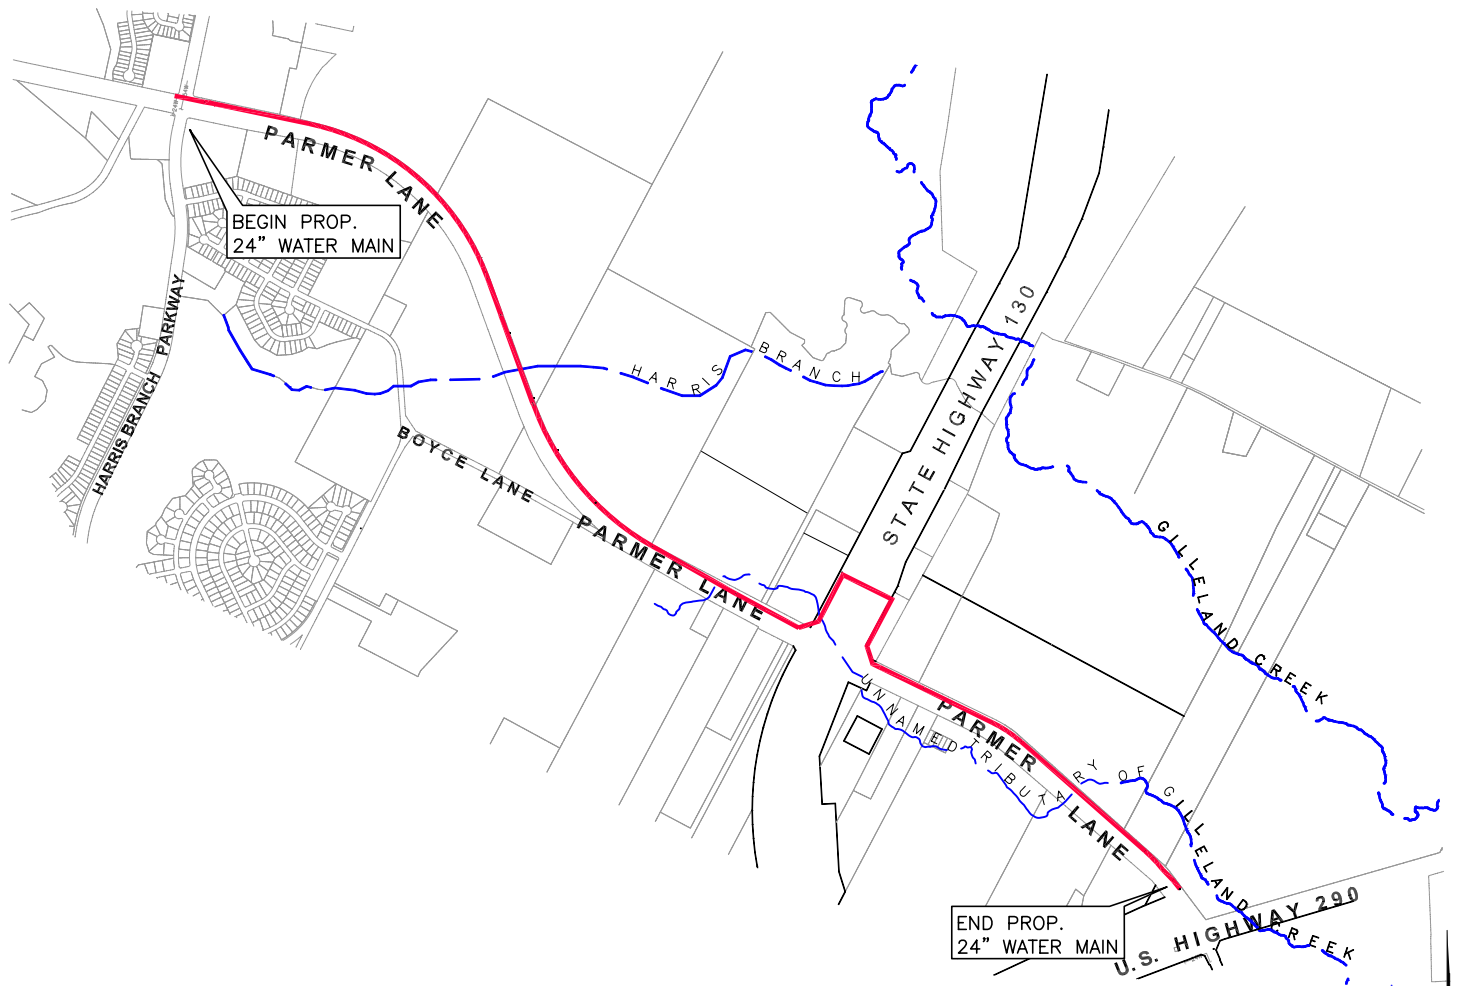 PARMER LANE
BEGIN PROP.
24" WATER MAIN
HARRIS BRANCH PARKWAY
HARRIS BRANCH
STATE HIGHWAY 130
BOYCE LANE
PARMER LANE
GILLELAND CREEK
UNNAMED TRIBUTARY OF GILLELAND CREEK
PARMER LANE
END PROP.
24" WATER MAIN
U.S. HIGHWAY 290